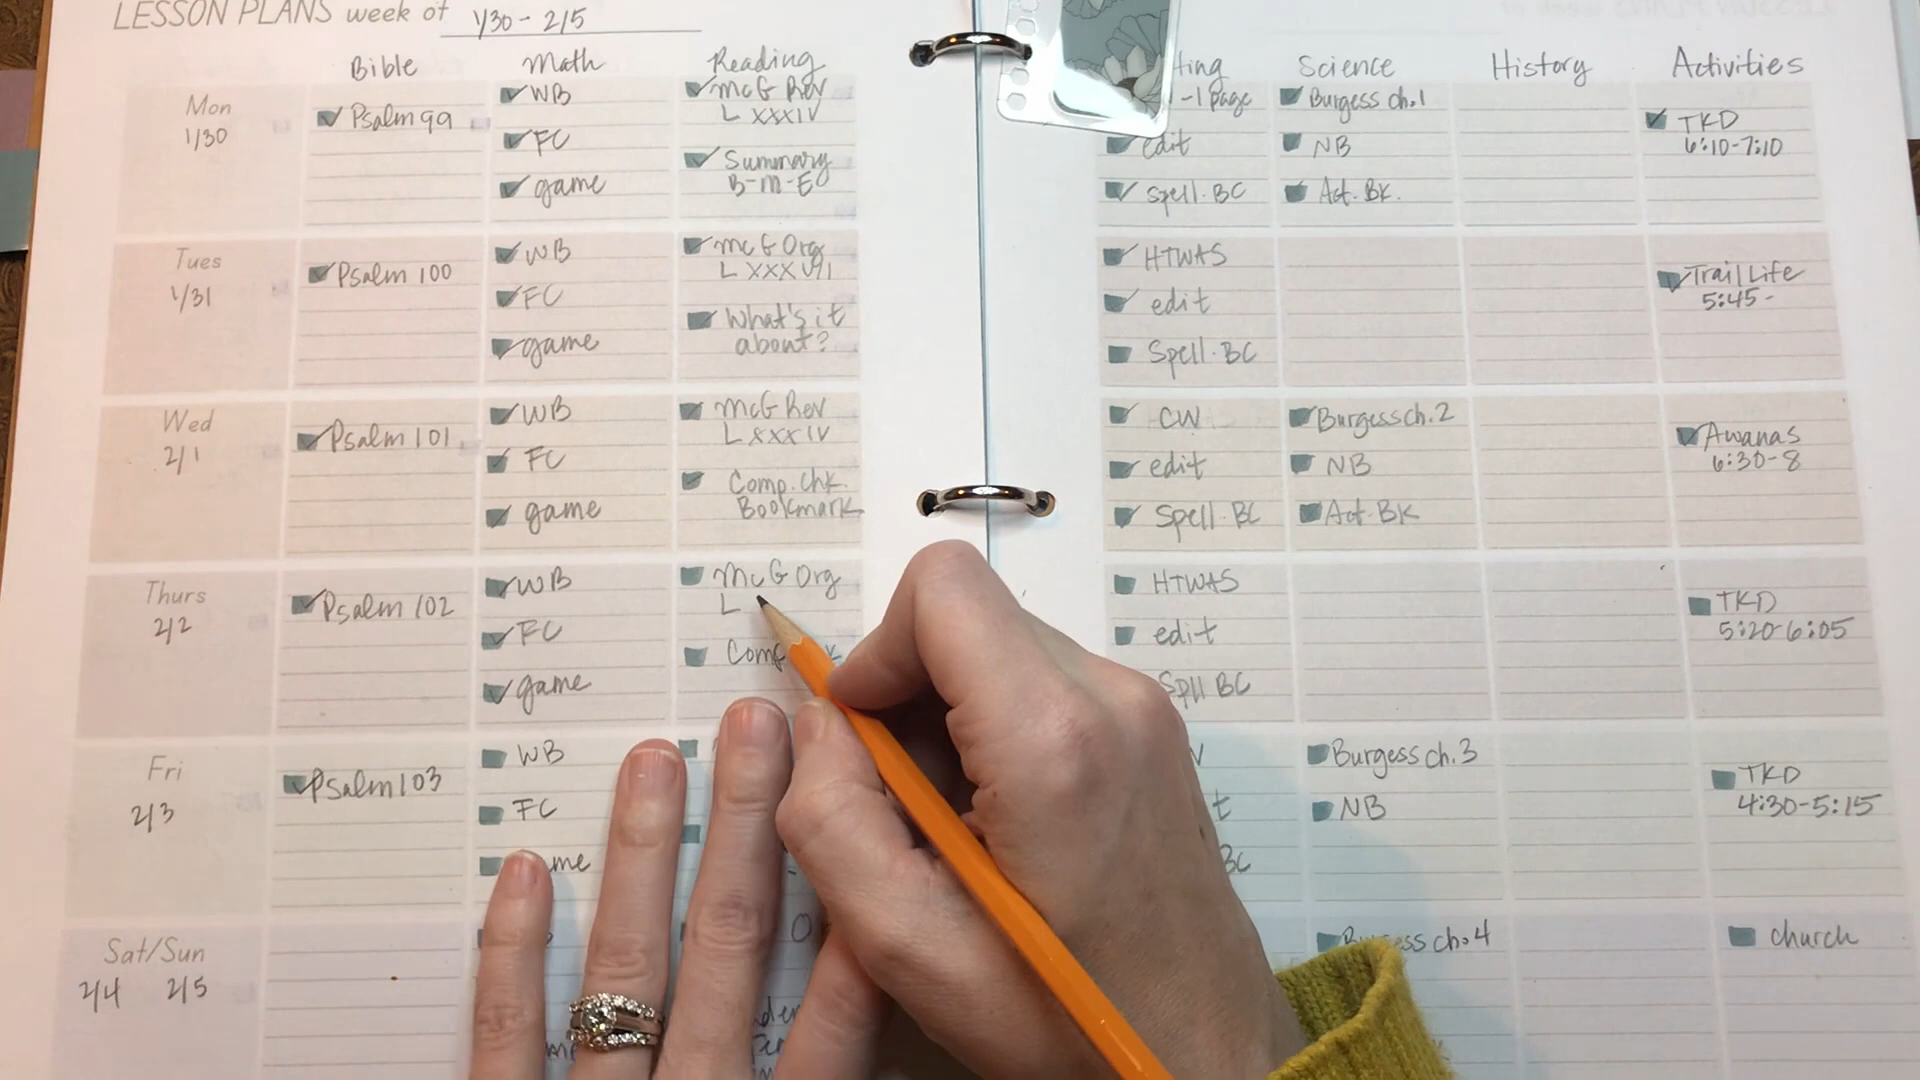 LESSON PLANS week of 1/30 - 2/5
Bible Math Reading ting Science History Activities
Mon
1/30
Psalm 99
WB
FC
game
McG Rev
L XXXIV
Summary
B-M-E
-1 page
edit
Spell. BC
Burgess ch.1
NB
Act. BK.
TKD
6:10-7:10
Tues
1/31
Psalm 100
WB
FC
game
McG Org
What's it
about?
HTWAS
edit
Spell. BC
Trail Life
5:45-
Wed
2/1
Psalm 101
WB
FC
game
McG Rev
L XXXIV
Comp. chk.
Bookmark
CW
edit
Spell. BC
Burgess ch.2
NB
Act. BK
Awanas
6:30-8
Thurs
2/2
Psalm 102
WB
FC
game
McG Org
L
Comp
HTWAS
edit
Spll BC
TKD
5:20-6:05
Fri
2/3
Psalm 103
WB
FC
me
BC
Burgess ch.3
NB
TKD
4:30-5:15
Sat/Sun
2/4 2/5
ess ch.4
church